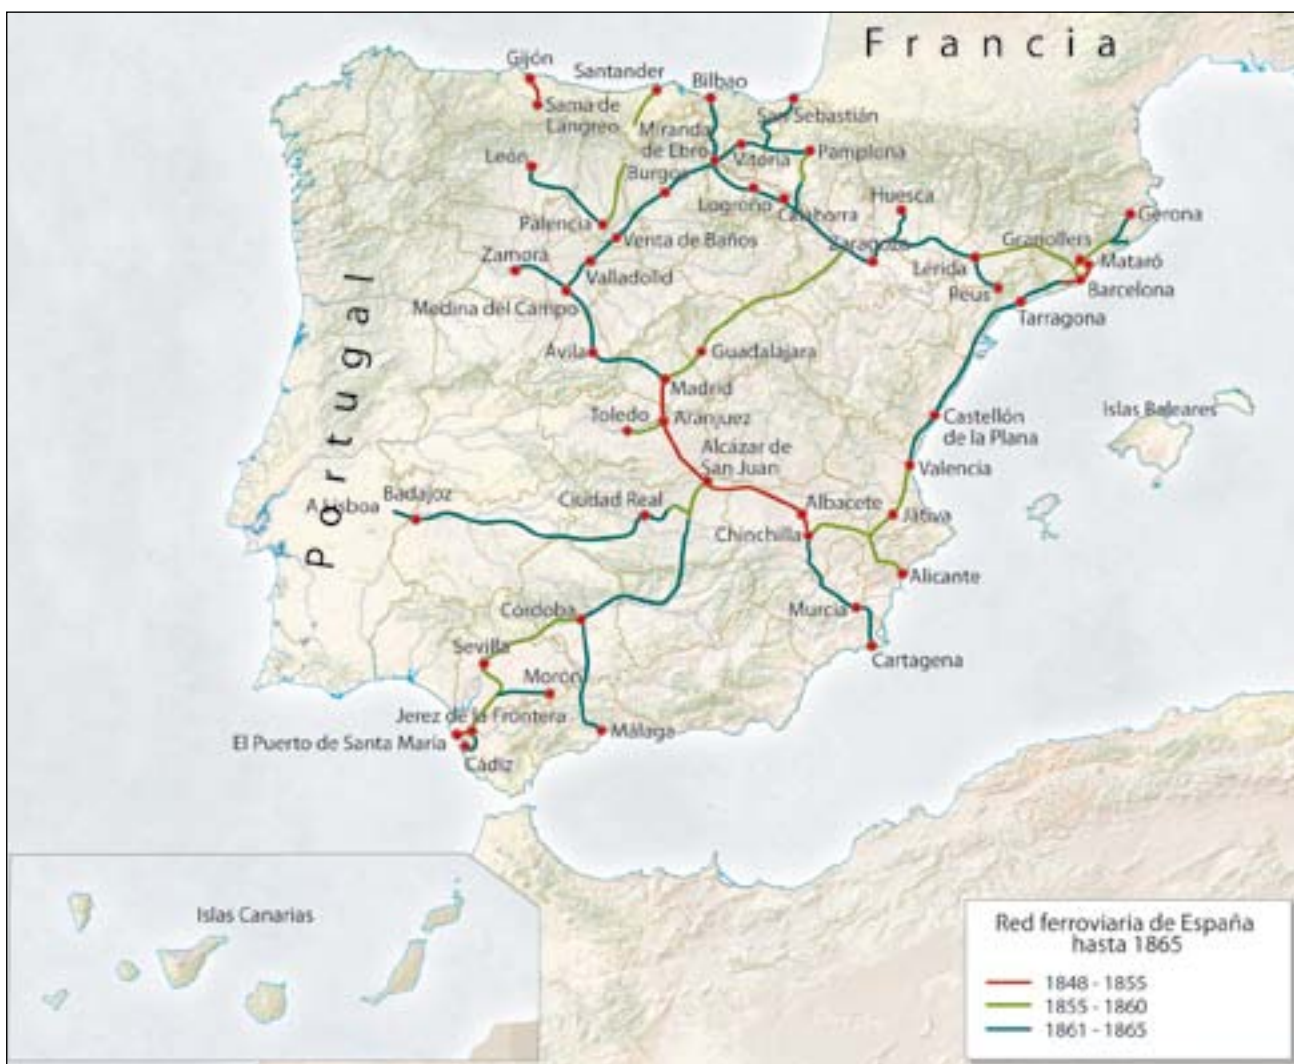 Francia
Gijón
Santander
Bilbao
San Sebastián
Sama de
Langreo
Miranda
de Ebro
Vitoria
Pamplona
León
Burgos
Logroño
Calahorra
Huesca
Gerona
Palencia
Venta de Baños
Zaragoza
Granollers
Zamora
Valladolid
Lérida
Mataró
Medina del Campo
Reus
Barcelona
Tarragona
Portugal
Ávila
Guadalajara
Madrid
Toledo
Aranjuez
Castellón
de la Plana
Islas Baleares
Alcázar de
San Juan
Valencia
A Lisboa
Badajoz
Ciudad Real
Albacete
Játiva
Chinchilla
Alicante
Córdoba
Murcia
Sevilla
Cartagena
Morón
Jerez de la Frontera
Málaga
El Puerto de Santa María
Cádiz
Islas Canarias
Red ferroviaria de España
hasta 1865
1848 - 1855
1855 - 1860
1861 - 1865